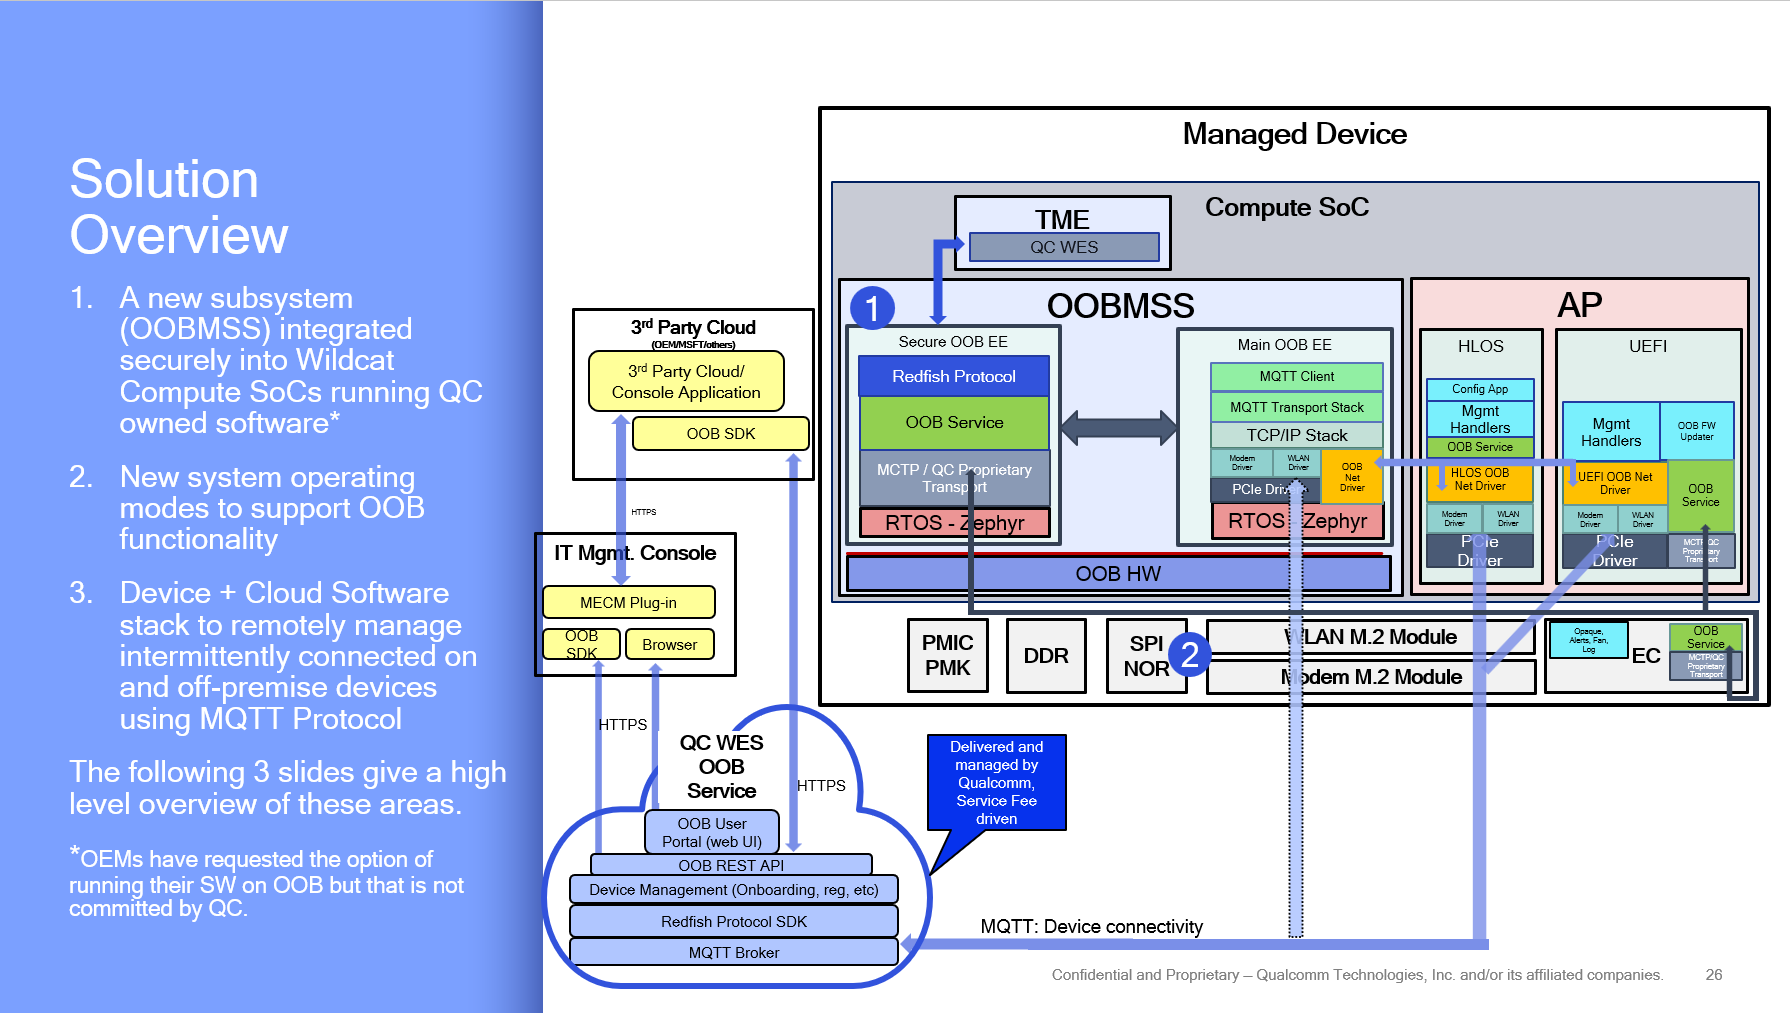 Solution
Overview
1. A new subsystem
(OOBMSS) integrated
securely into Wildcat
Compute SoCs running QC
owned software*
2. New system operating
modes to support OOB
functionality
3. Device + Cloud Software
stack to remotely manage
intermittently connected on
and off-premise devices
using MQTT Protocol
The following 3 slides give a high
level overview of these areas.
*OEMs have requested the option of
running their SW on OOB but that is not
committed by QC.
3rd Party Cloud
(OEM/MSFT/others)
3rd Party Cloud/
Console Application
OOB SDK
HTTPS
IT Mgmt. Console
MECM Plug-in
OOB
SDK
Browser
HTTPS
QC WES
OOB
Service
HTTPS
OOB User
Portal (web UI)
OOB REST API
Device Management (Onboarding, reg, etc)
Redfish Protocol SDK
MQTT Broker
Delivered and
managed by
Qualcomm,
Service Fee
driven
MQTT: Device connectivity
Managed Device
Compute SoC
TME
QC WES
1
OOBMSS
Secure OOB EE
Redfish Protocol
OOB Service
MCTP / QC Proprietary
Transport
RTOS - Zephyr
Main OOB EE
MQTT Client
MQTT Transport Stack
TCP/IP Stack
Modem
Driver
WLAN
Driver
OOB
Net
Driver
PCIe Driver
RTOS - Zephyr
OOB HW
AP
HLOS
Config App
Mgmt
Handlers
OOB Service
HLOS OOB
Net Driver
Modem
Driver
WLAN
Driver
PCIe
Driver
UEFI
Mgmt
Handlers
OOB FW
Updater
UEFI OOB Net
Driver
OOB
Service
Modem
Driver
WLAN
Driver
PCIe
Driver
MCTP/QC
Proprietary
Transport
PMIC
PMK
DDR
SPI
NOR
2
WLAN M.2 Module
Modem M.2 Module
Opaque,
Alerts, Fan,
Log
EC
OOB
Service
MCTP/QC
Proprietary
Transport
Confidential and Proprietary – Qualcomm Technologies, Inc. and/or its affiliated companies.
26